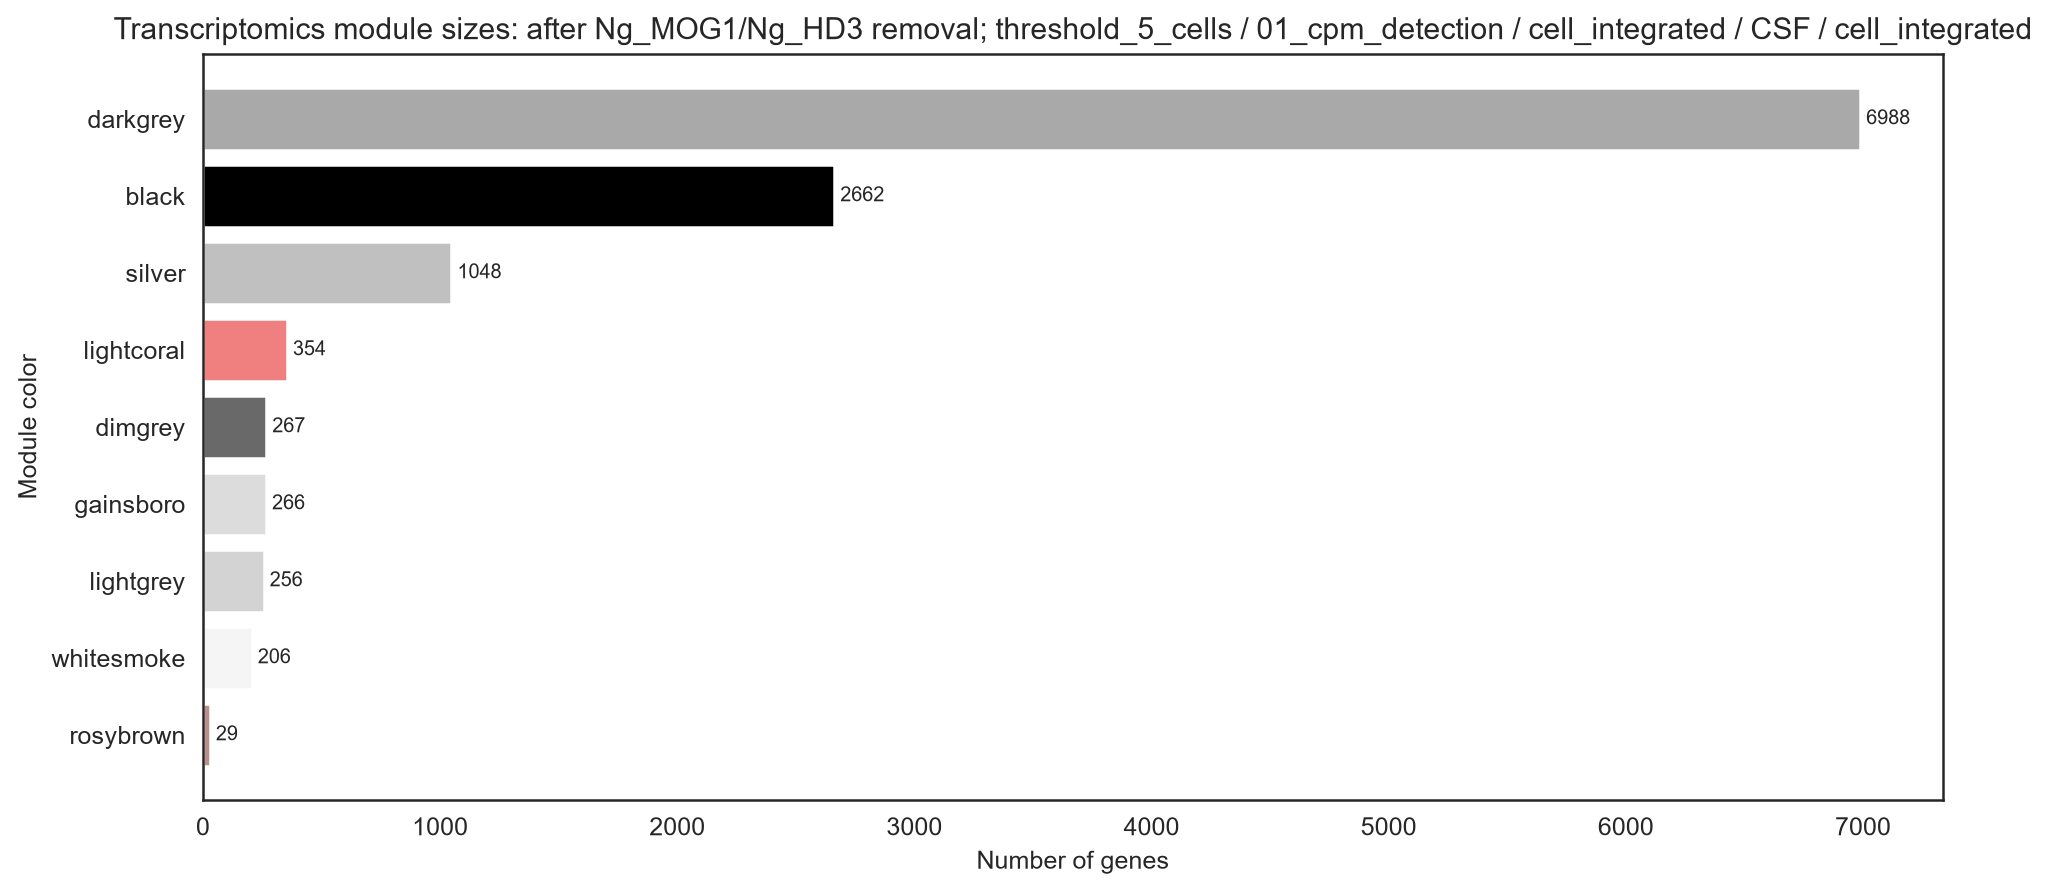 Transcriptomics module sizes: after Ng_MOG1/Ng_HD3 removal; threshold_5_cells / 01_cpm_detection / cell_integrated / CSF / cell_integrated
darkgrey 6988
black 2662
silver 1048
lightcoral 354
dimgrey 267
gainsboro 266
lightgrey 256
whitesmoke 206
rosybrown 29
Module color
0 1000 2000 3000 4000 5000 6000 7000
Number of genes